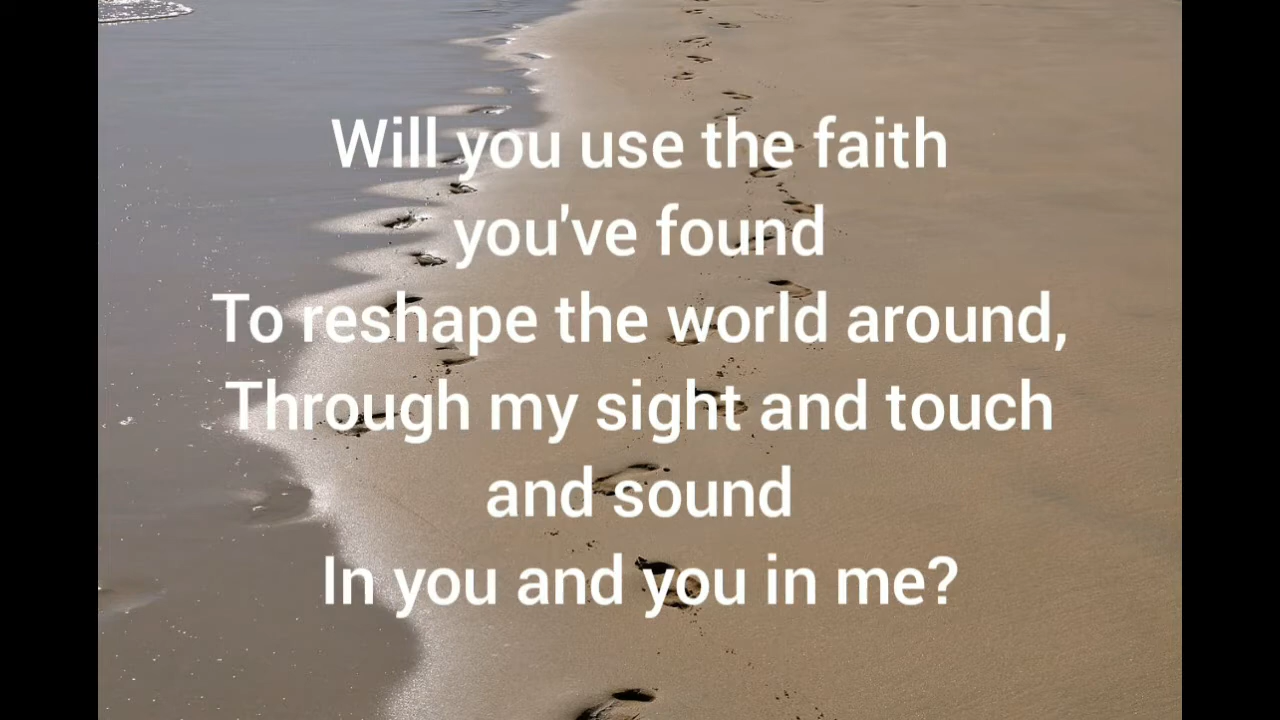 Will you use the faith
you've found
To reshape the world around,
Through my sight and touch
and sound
In you and you in me?